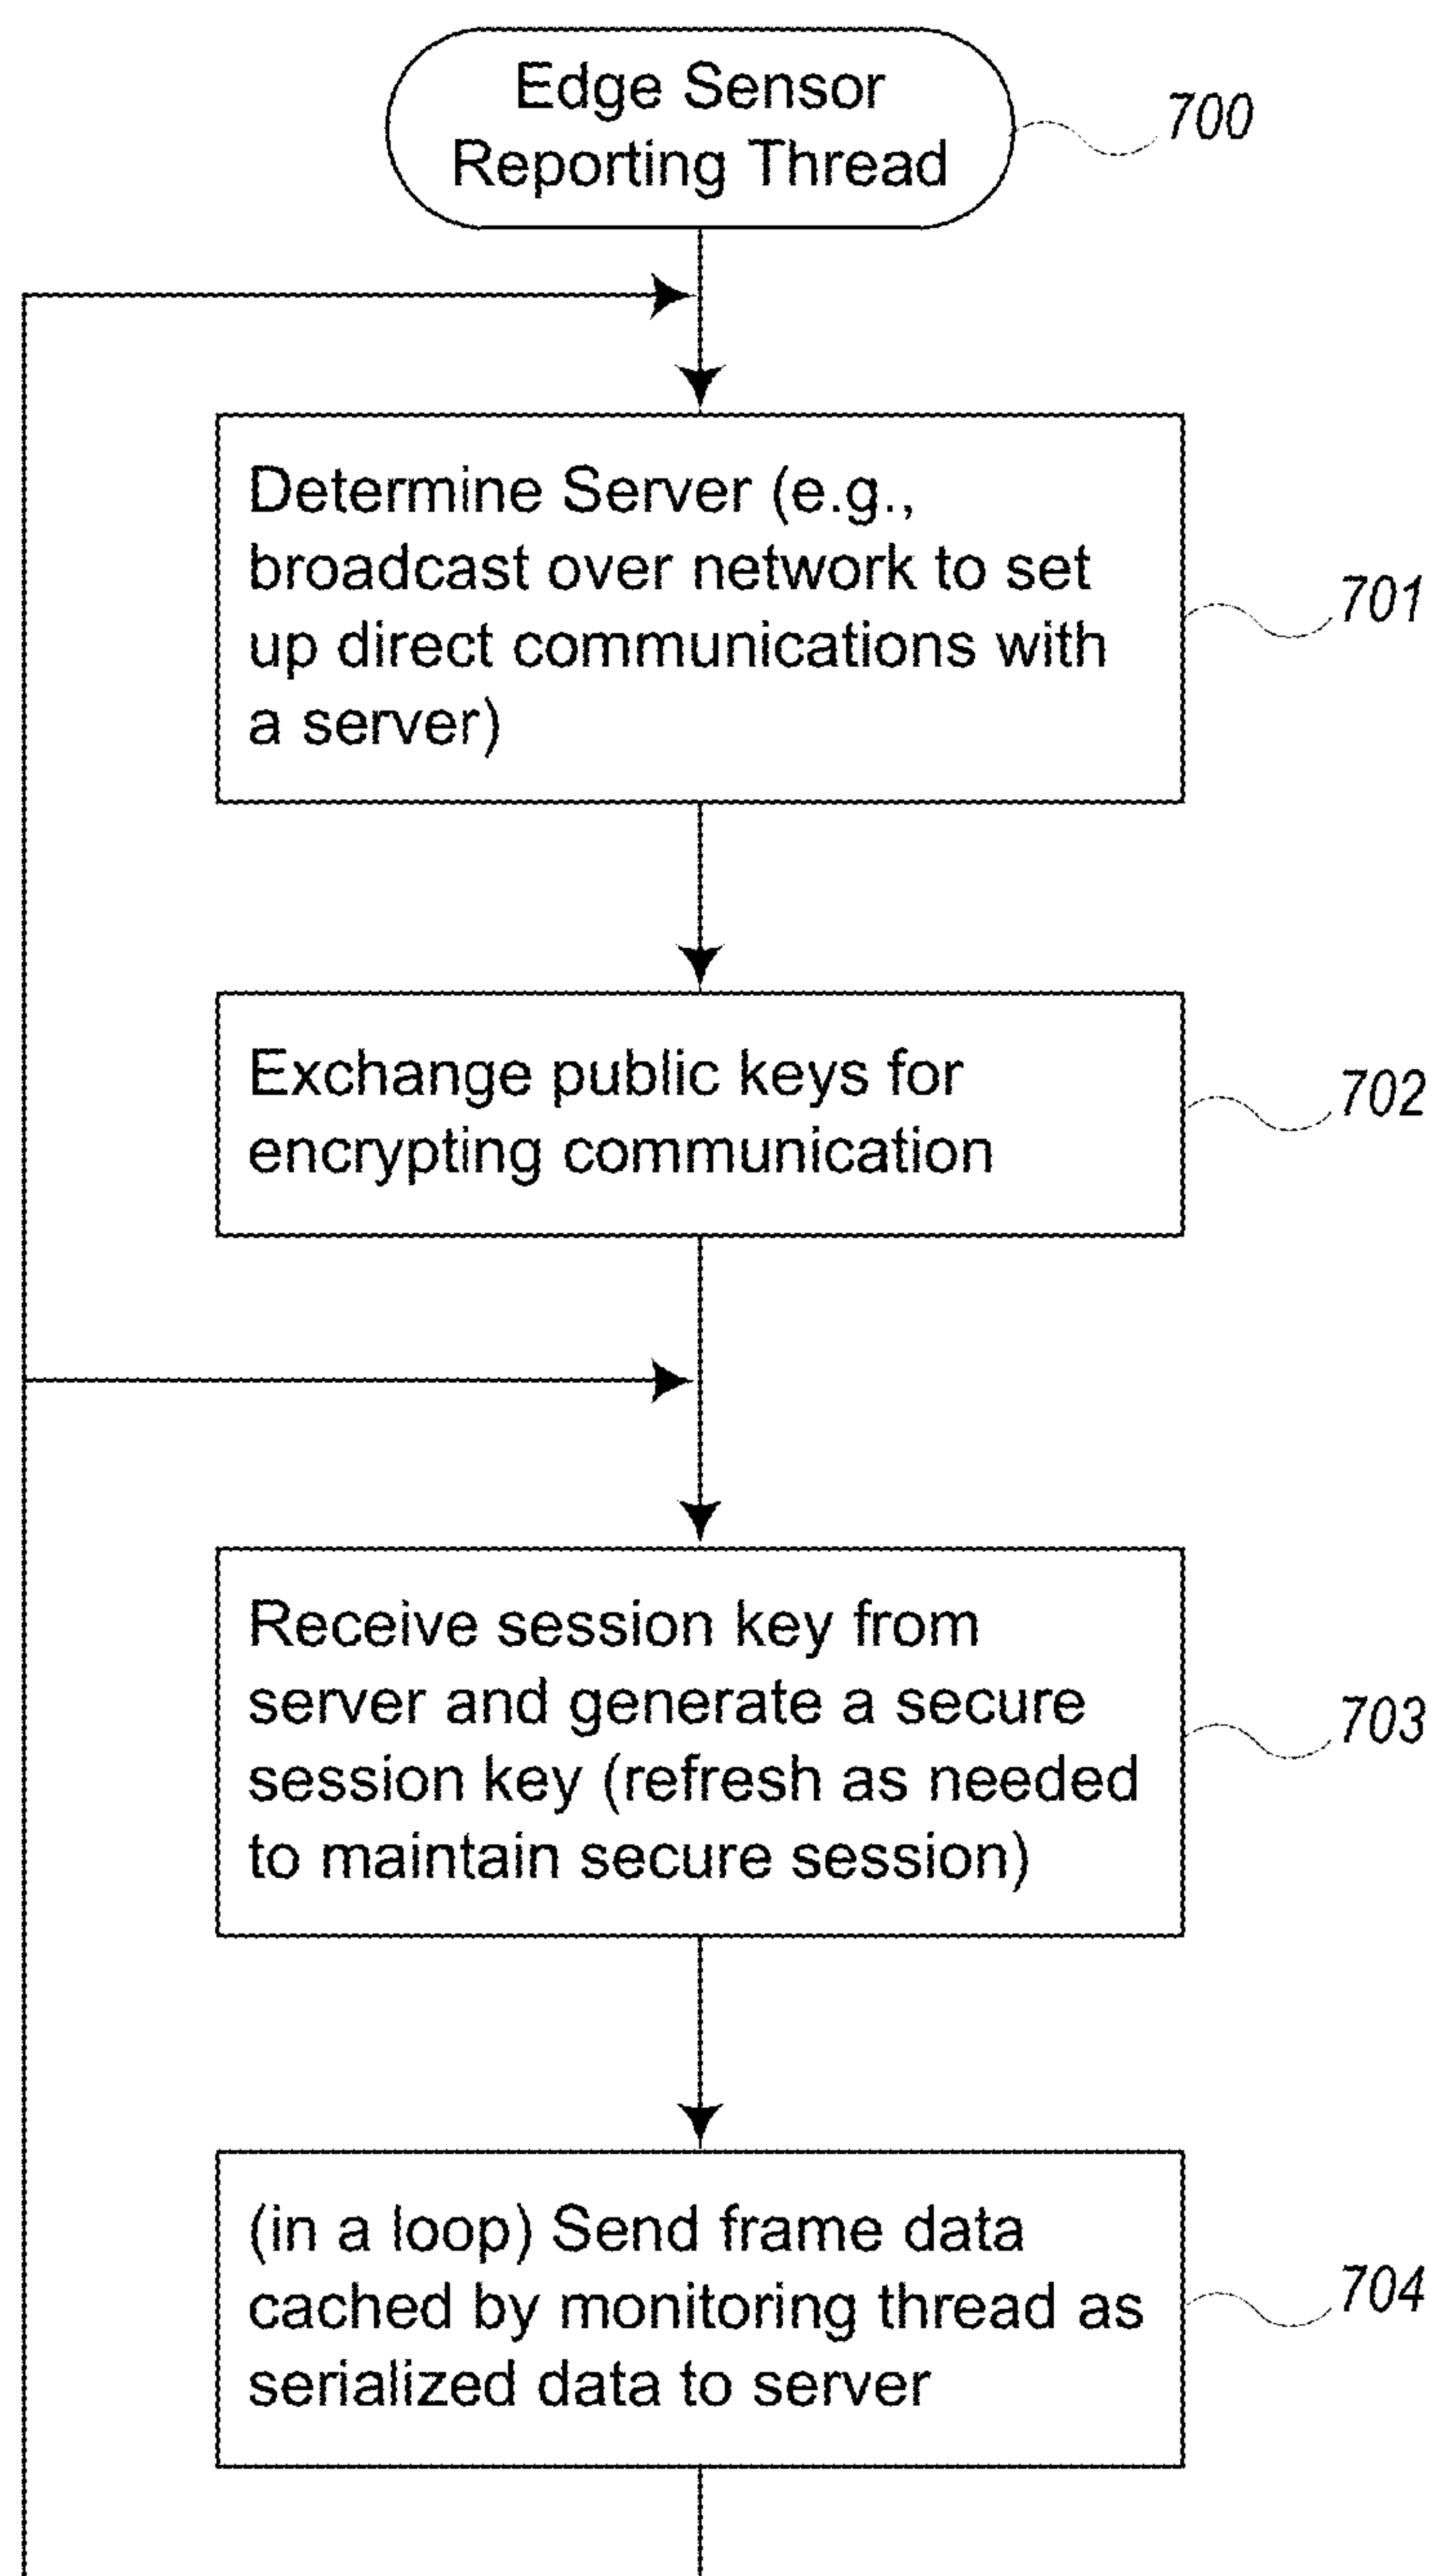 Edge Sensor
Reporting Thread
700
Determine Server (e.g.,
broadcast over network to set
up direct communications with
a server)
701
Exchange public keys for
encrypting communication
702
Receive session key from
server and generate a secure
session key (refresh as needed
to maintain secure session)
703
(in a loop) Send frame data
cached by monitoring thread as
serialized data to server
704